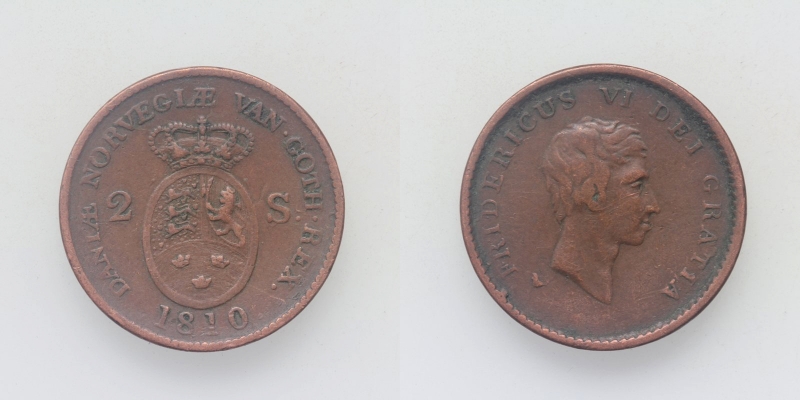 DANIÆ NORVEGIÆ VAN·GOTH·REX·
2 S.
1810
FRIDERICUS VI DEI GRATIA